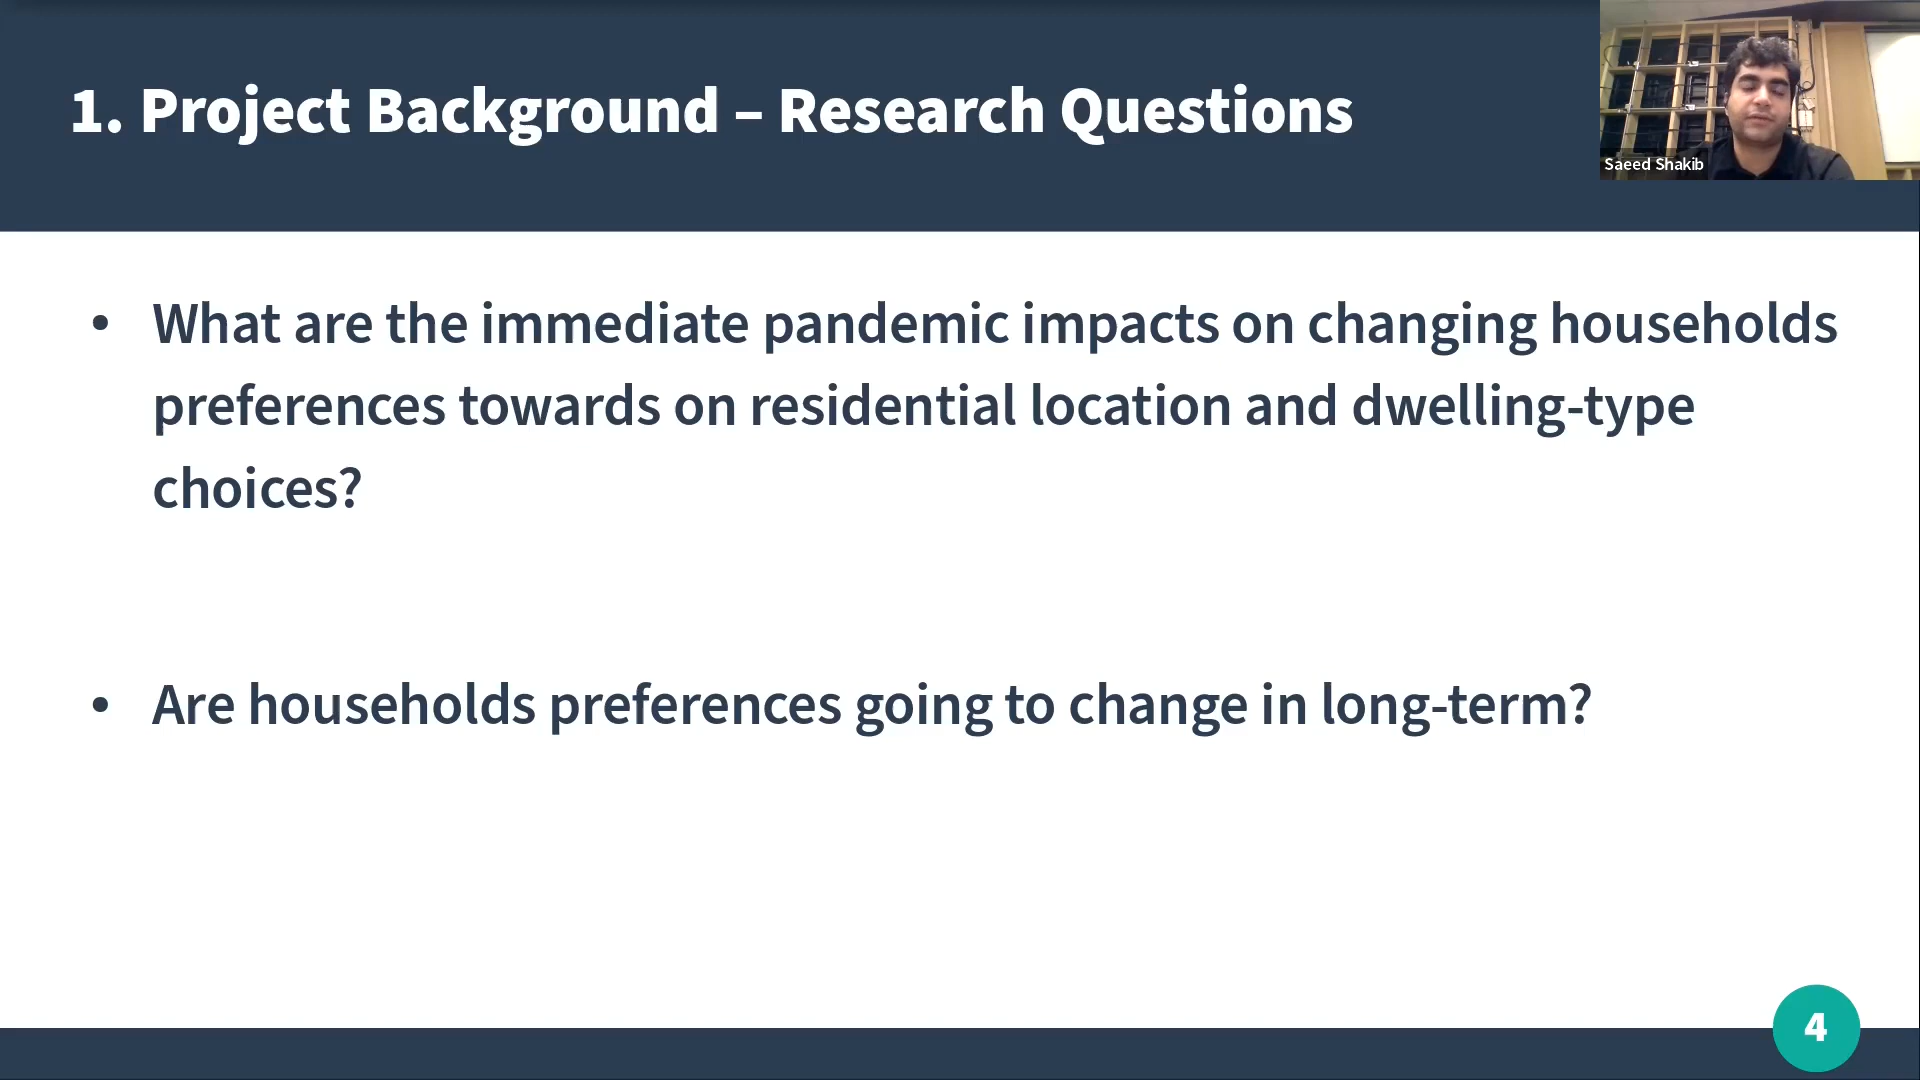 1. Project Background – Research Questions
Saeed Shakib
• What are the immediate pandemic impacts on changing households
preferences towards on residential location and dwelling-type
choices?
• Are households preferences going to change in long-term?
4